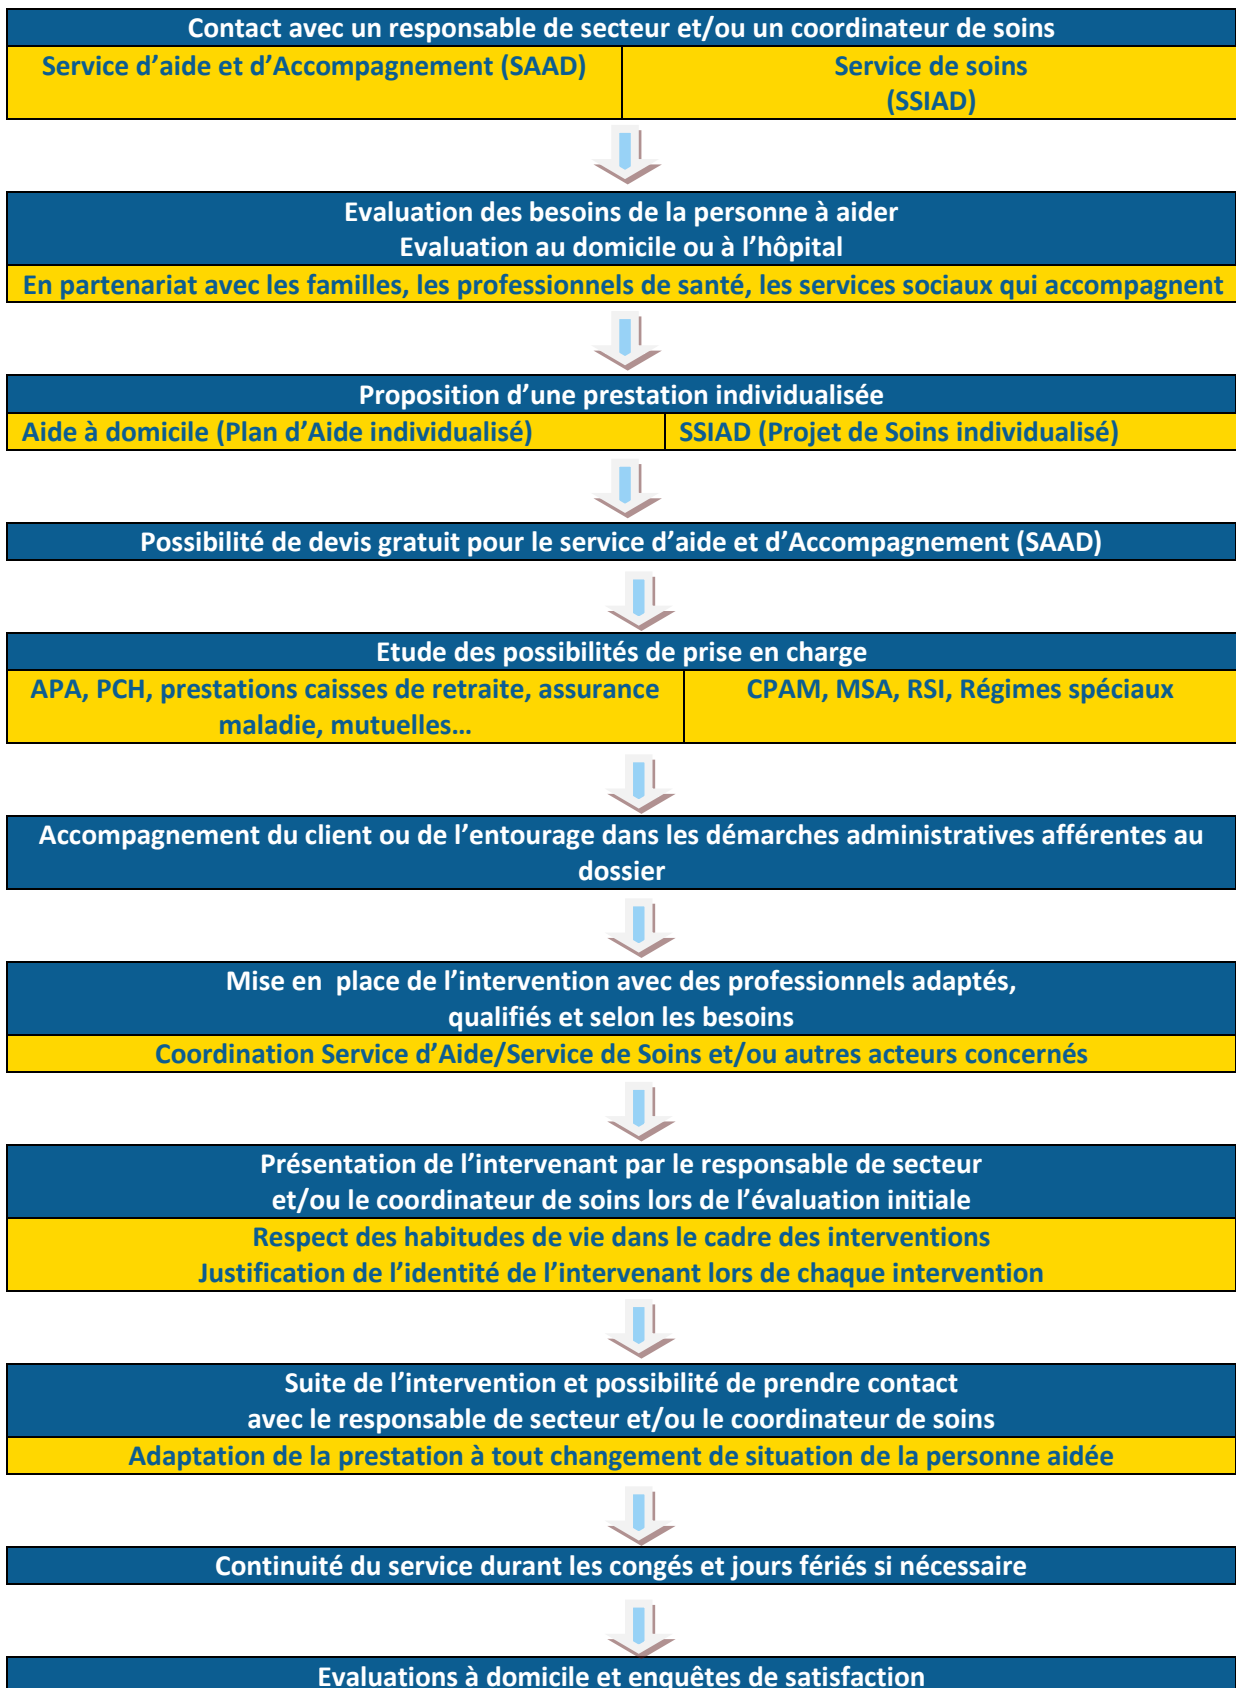 Contact avec un responsable de secteur et/ou un coordinateur de soins
Service d’aide et d’Accompagnement (SAAD)
Service de soins
(SSIAD)
Evaluation des besoins de la personne à aider
Evaluation au domicile ou à l’hôpital
En partenariat avec les familles, les professionnels de santé, les services sociaux qui accompagnent
Proposition d’une prestation individualisée
Aide à domicile (Plan d’Aide individualisé)
SSIAD (Projet de Soins individualisé)
Possibilité de devis gratuit pour le service d’aide et d’Accompagnement (SAAD)
Etude des possibilités de prise en charge
APA, PCH, prestations caisses de retraite, assurance
maladie, mutuelles…
CPAM, MSA, RSI, Régimes spéciaux
Accompagnement du client ou de l’entourage dans les démarches administratives afférentes au
dossier
Mise en place de l’intervention avec des professionnels adaptés,
qualifiés et selon les besoins
Coordination Service d’Aide/Service de Soins et/ou autres acteurs concernés
Présentation de l’intervenant par le responsable de secteur
et/ou le coordinateur de soins lors de l’évaluation initiale
Respect des habitudes de vie dans le cadre des interventions
Justification de l’identité de l’intervenant lors de chaque intervention
Suite de l’intervention et possibilité de prendre contact
avec le responsable de secteur et/ou le coordinateur de soins
Adaptation de la prestation à tout changement de situation de la personne aidée
Continuité du service durant les congés et jours fériés si nécessaire
Evaluations à domicile et enquêtes de satisfaction